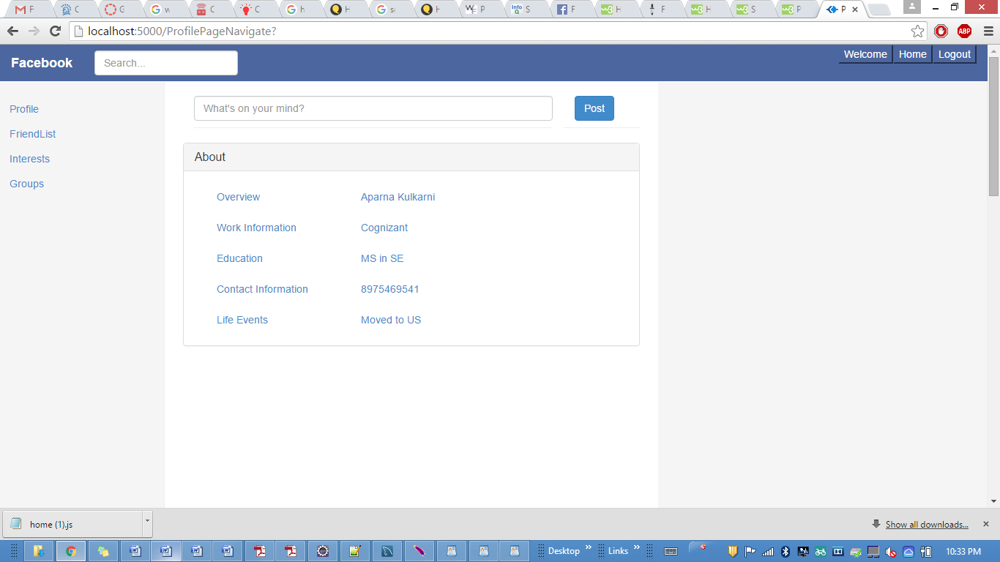 F C G w C C h H s H P S F H F H S P P
localhost:5000/ProfilePageNavigate?
ABP
Facebook Search... Welcome Home Logout
What's on your mind? Post
Profile
FriendList
Interests
Groups
About
Overview Aparna Kulkarni
Work Information Cognizant
Education MS in SE
Contact Information 8975469541
Life Events Moved to US
home (1).js Show all downloads...
Desktop » Links » 10:33 PM